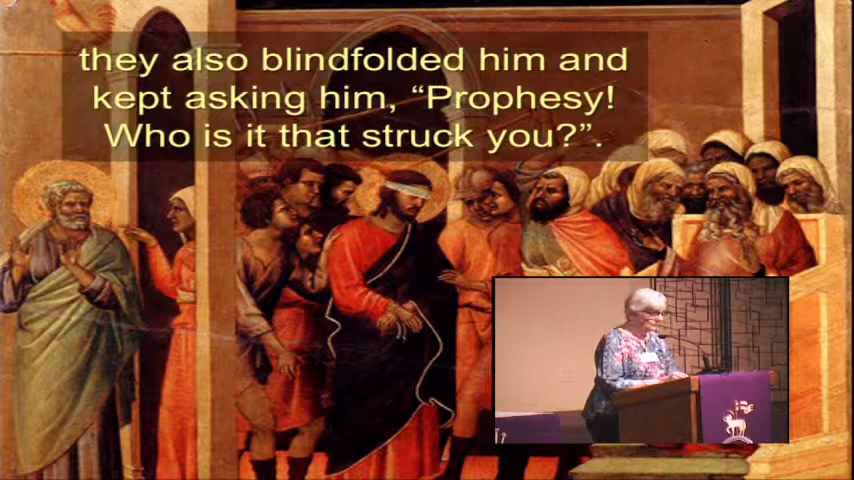 they also blindfolded him and
kept asking him, “Prophesy!
Who is it that struck you?”.